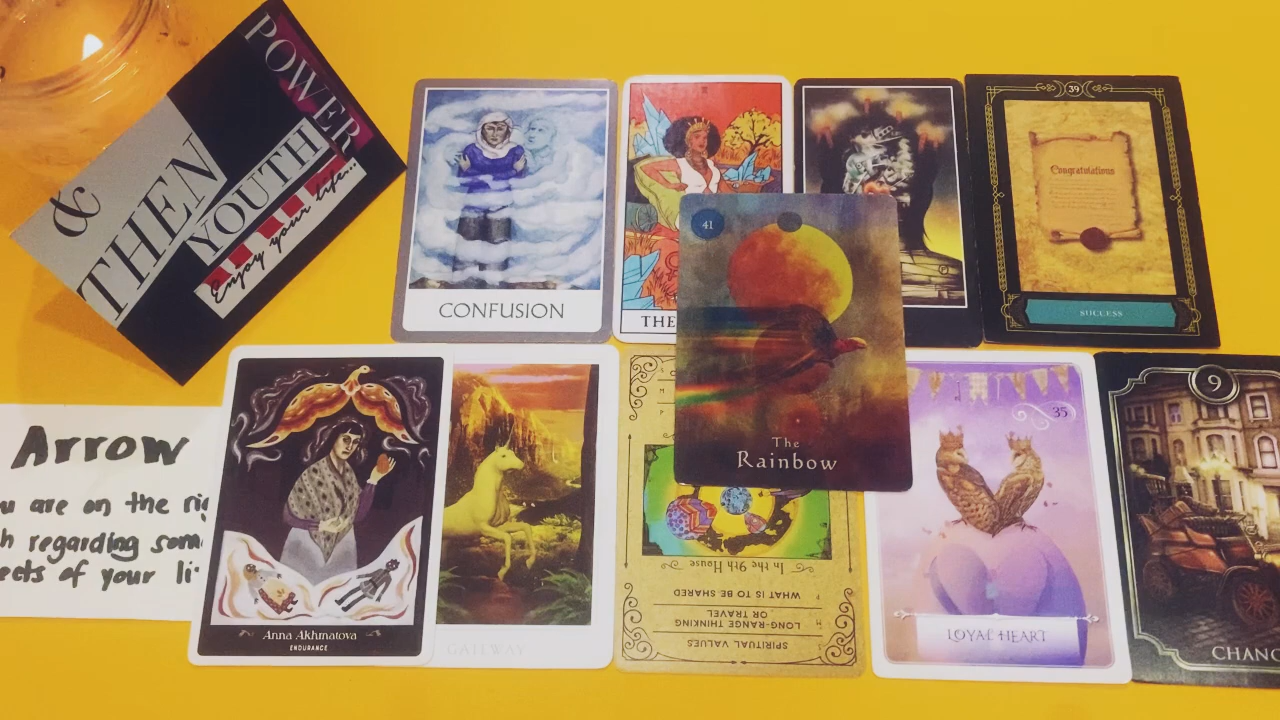 POWER
&
THEN
YOUTH
Enjoy your life...
CONFUSION
THE
39
Congratulations
SUCCESS
41
The
Rainbow
Arrow
u are on the rig
h regarding som
ects of your li
Anna Akhmatova
ENDURANCE
GAILWAY
In the 9th House
WHAT IS TO BE SHARED
LONG-RANGE THINKING
OR TRAVEL
SPIRITUAL VALUES
35
LOYAL HEART
9
CHANC